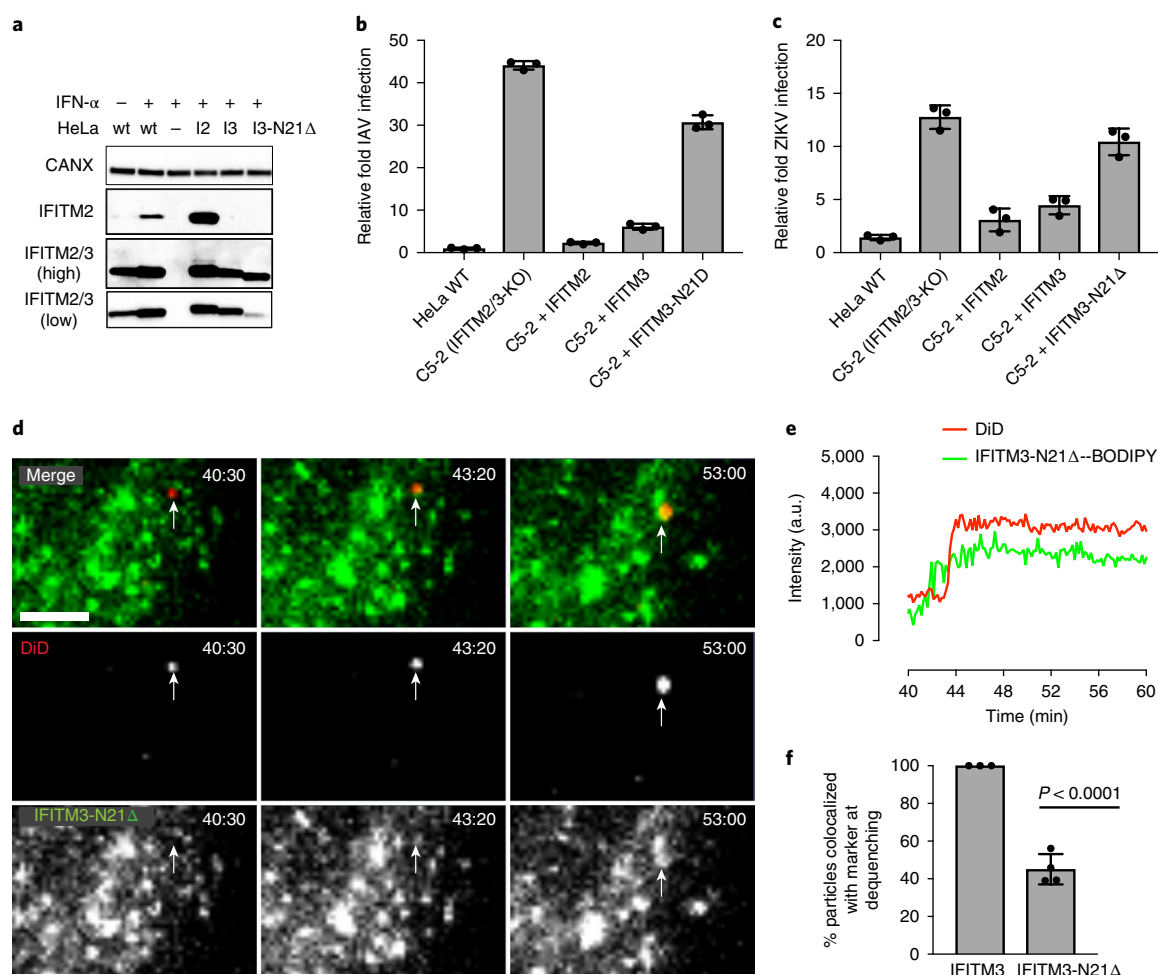 a
IFN-α – + + + + +
HeLa wt wt – I2 I3 I3-N21Δ
CANX
IFITM2
IFITM2/3
(high)
IFITM2/3
(low)
b
Relative fold IAV infection
50
40
30
20
10
0
HeLa WT
C5-2 (IFITM2/3-KO)
C5-2 + IFITM2
C5-2 + IFITM3
C5-2 + IFITM3-N21D
c
Relative fold ZIKV infection
20
15
10
5
0
HeLa WT
C5-2 (IFITM2/3-KO)
C5-2 + IFITM2
C5-2 + IFITM3
C5-2 + IFITM3-N21Δ
d
Merge 40:30 43:20 53:00
DiD 40:30 43:20 53:00
IFITM3-N21Δ 40:30 43:20 53:00
e
DiD
IFITM3-N21Δ--BODIPY
Intensity (a.u.)
5,000
4,000
3,000
2,000
1,000
0
40 44 48 52 56 60
Time (min)
f
% particles colocalized
with marker at
dequenching
100
80
60
40
20
0
P < 0.0001
IFITM3 IFITM3-N21Δ